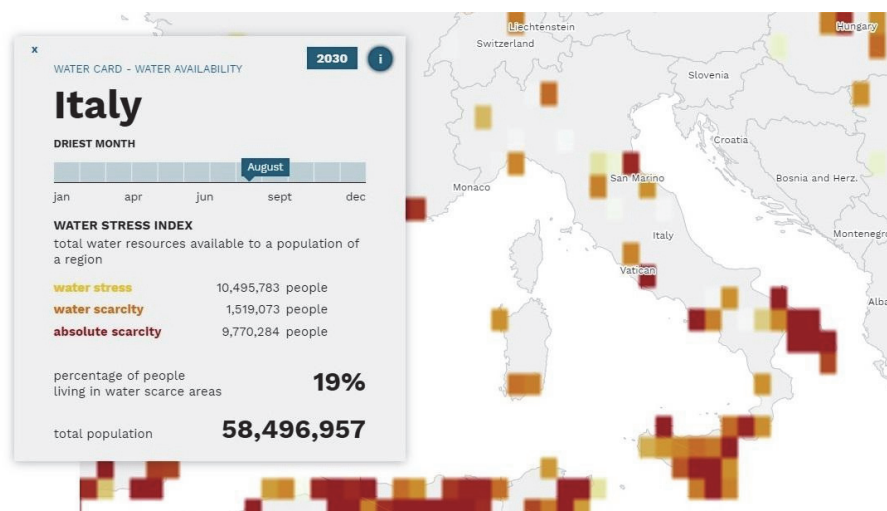 x
2030
i
WATER CARD - WATER AVAILABILITY
Italy
DRIEST MONTH
August
jan apr jun sept dec
WATER STRESS INDEX
total water resources available to a population of
a region
water stress 10,495,783 people
water scarcity 1,519,073 people
absolute scarcity 9,770,284 people
percentage of people
living in water scarce areas
19%
total population 58,496,957
Liechtenstein
Switzerland
Hungary
Slovenia
Croatia
Monaco
San Marino
Bosnia and Herz.
Italy
Montenegro
Vatican
Alba